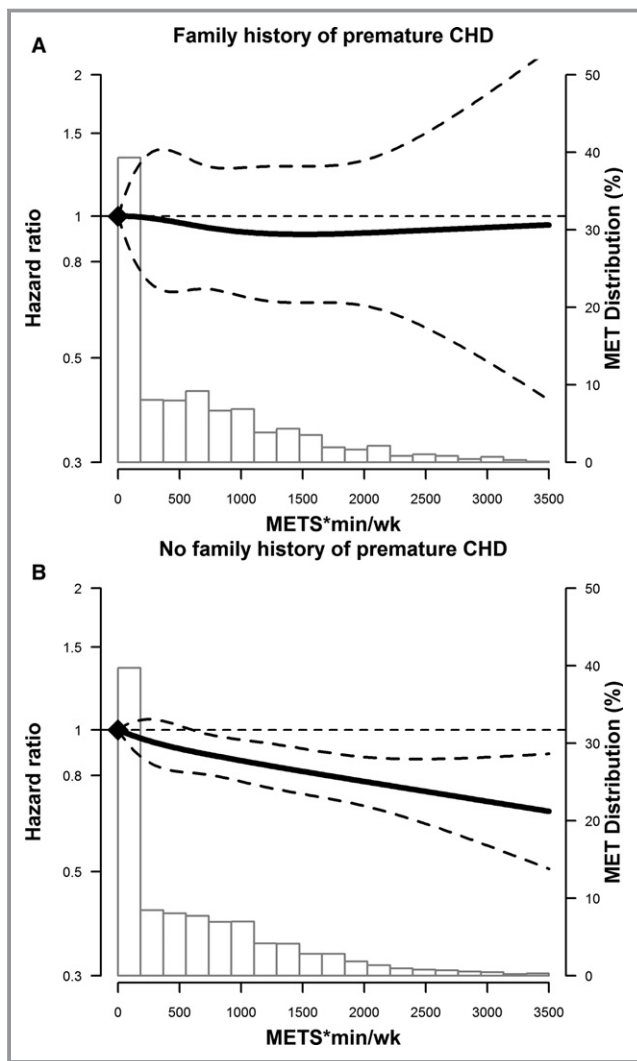 Family history of premature CHD
A
2
1.5
1
0.8
0.5
0.3
Hazard ratio
50
40
30
20
10
0
MET Distribution (%)
0 500 1000 1500 2000 2500 3000 3500
METS*min/wk
No family history of premature CHD
B
2
1.5
1
0.8
0.5
0.3
Hazard ratio
50
40
30
20
10
0
MET Distribution (%)
0 500 1000 1500 2000 2500 3000 3500
METS*min/wk